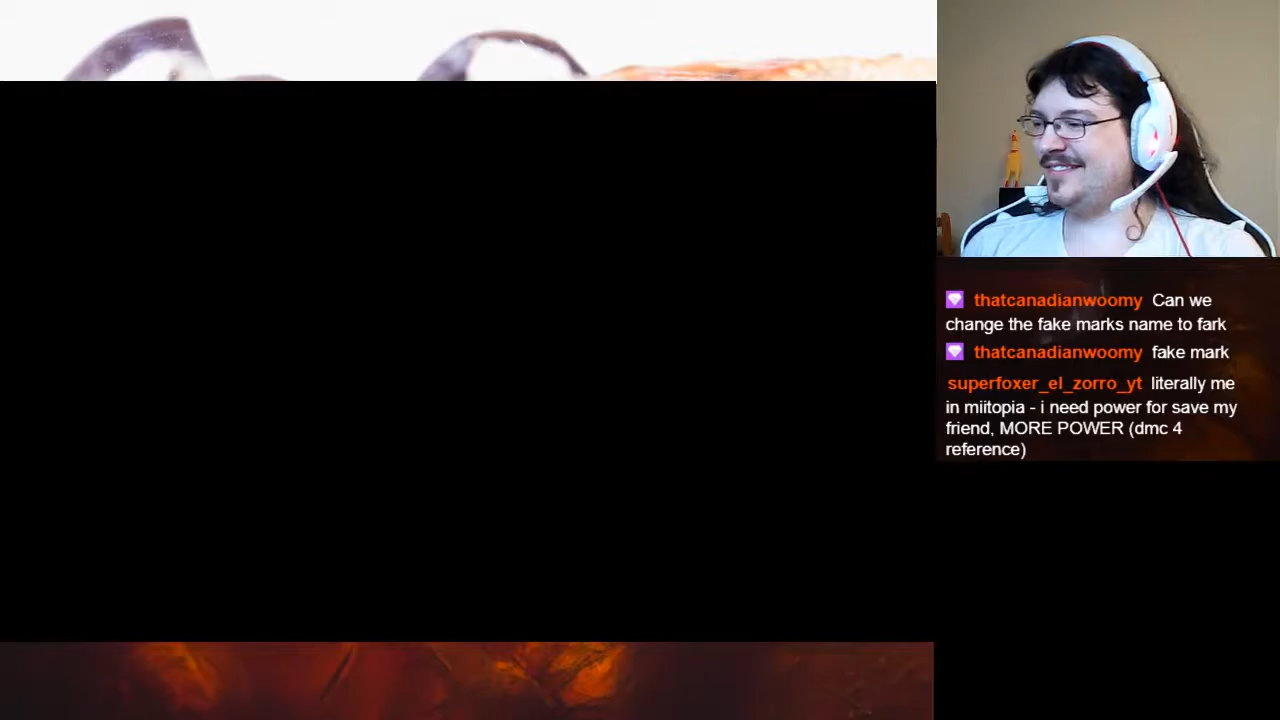 thatcanadianwoomy Can we
change the fake marks name to fark
thatcanadianwoomy fake mark
superfoxer_el_zorro_yt literally me
in miitopia - i need power for save my
friend, MORE POWER (dmc 4
reference)